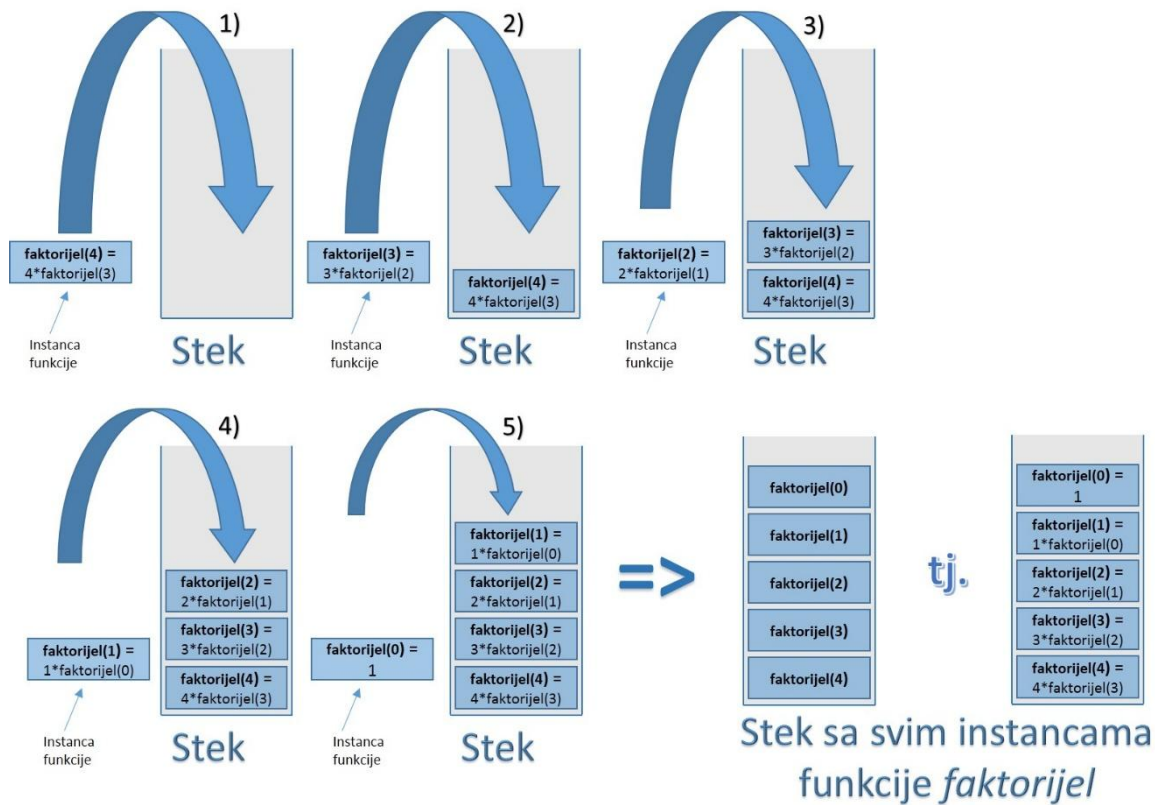 1)
faktorijel(4) =
4*faktorijel(3)
Instanca
funkcije
Stek
2)
faktorijel(3) =
3*faktorijel(2)
Instanca
funkcije
faktorijel(4) =
4*faktorijel(3)
Stek
3)
faktorijel(2) =
2*faktorijel(1)
Instanca
funkcije
faktorijel(3) =
3*faktorijel(2)
faktorijel(4) =
4*faktorijel(3)
Stek
4)
faktorijel(1) =
1*faktorijel(0)
Instanca
funkcije
faktorijel(2) =
2*faktorijel(1)
faktorijel(3) =
3*faktorijel(2)
faktorijel(4) =
4*faktorijel(3)
Stek
5)
faktorijel(0) =
1
Instanca
funkcije
faktorijel(1) =
1*faktorijel(0)
faktorijel(2) =
2*faktorijel(1)
faktorijel(3) =
3*faktorijel(2)
faktorijel(4) =
4*faktorijel(3)
Stek
=>
faktorijel(0)
faktorijel(1)
faktorijel(2)
faktorijel(3)
faktorijel(4)
tj.
faktorijel(0) =
1
faktorijel(1) =
1*faktorijel(0)
faktorijel(2) =
2*faktorijel(1)
faktorijel(3) =
3*faktorijel(2)
faktorijel(4) =
4*faktorijel(3)
Stek sa svim instancama
funkcije faktorijel